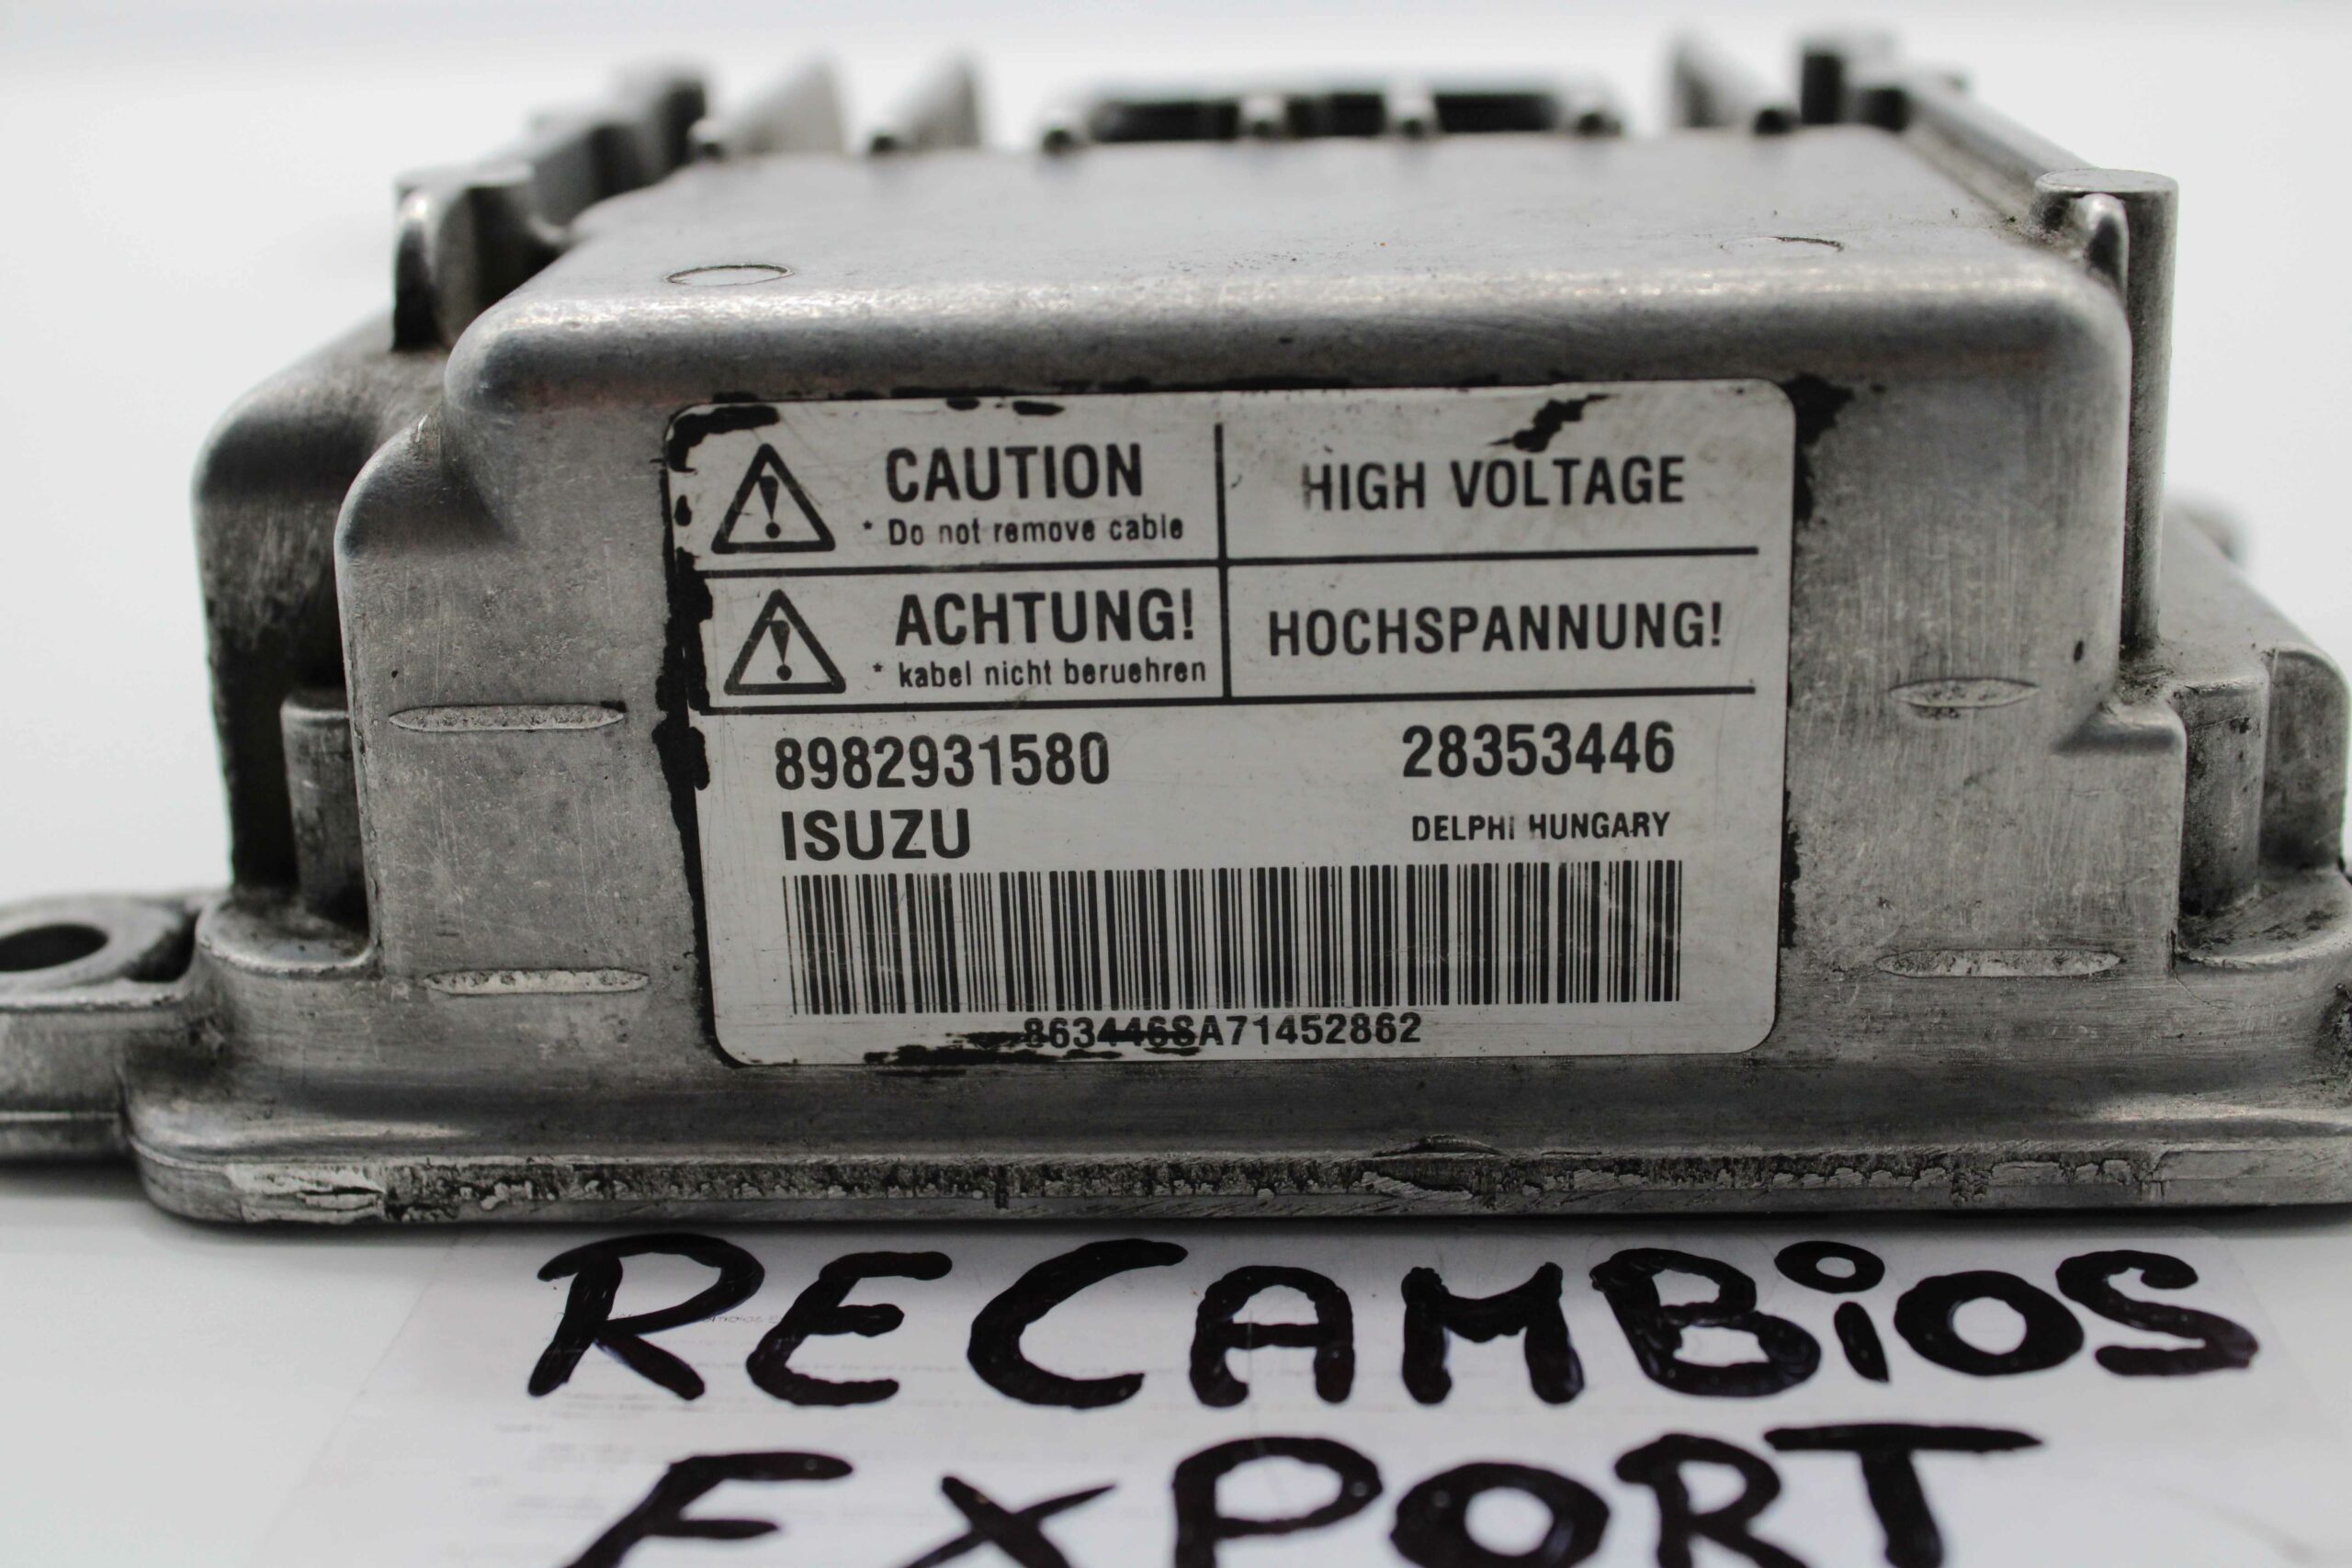 CAUTION HIGH VOLTAGE
* Do not remove cable
ACHTUNG! HOCHSPANNUNG!
* kabel nicht beruehren
8982931580 28353446
ISUZU DELPHI HUNGARY
863446SA71452862
RECAMBiOS
EXPORT